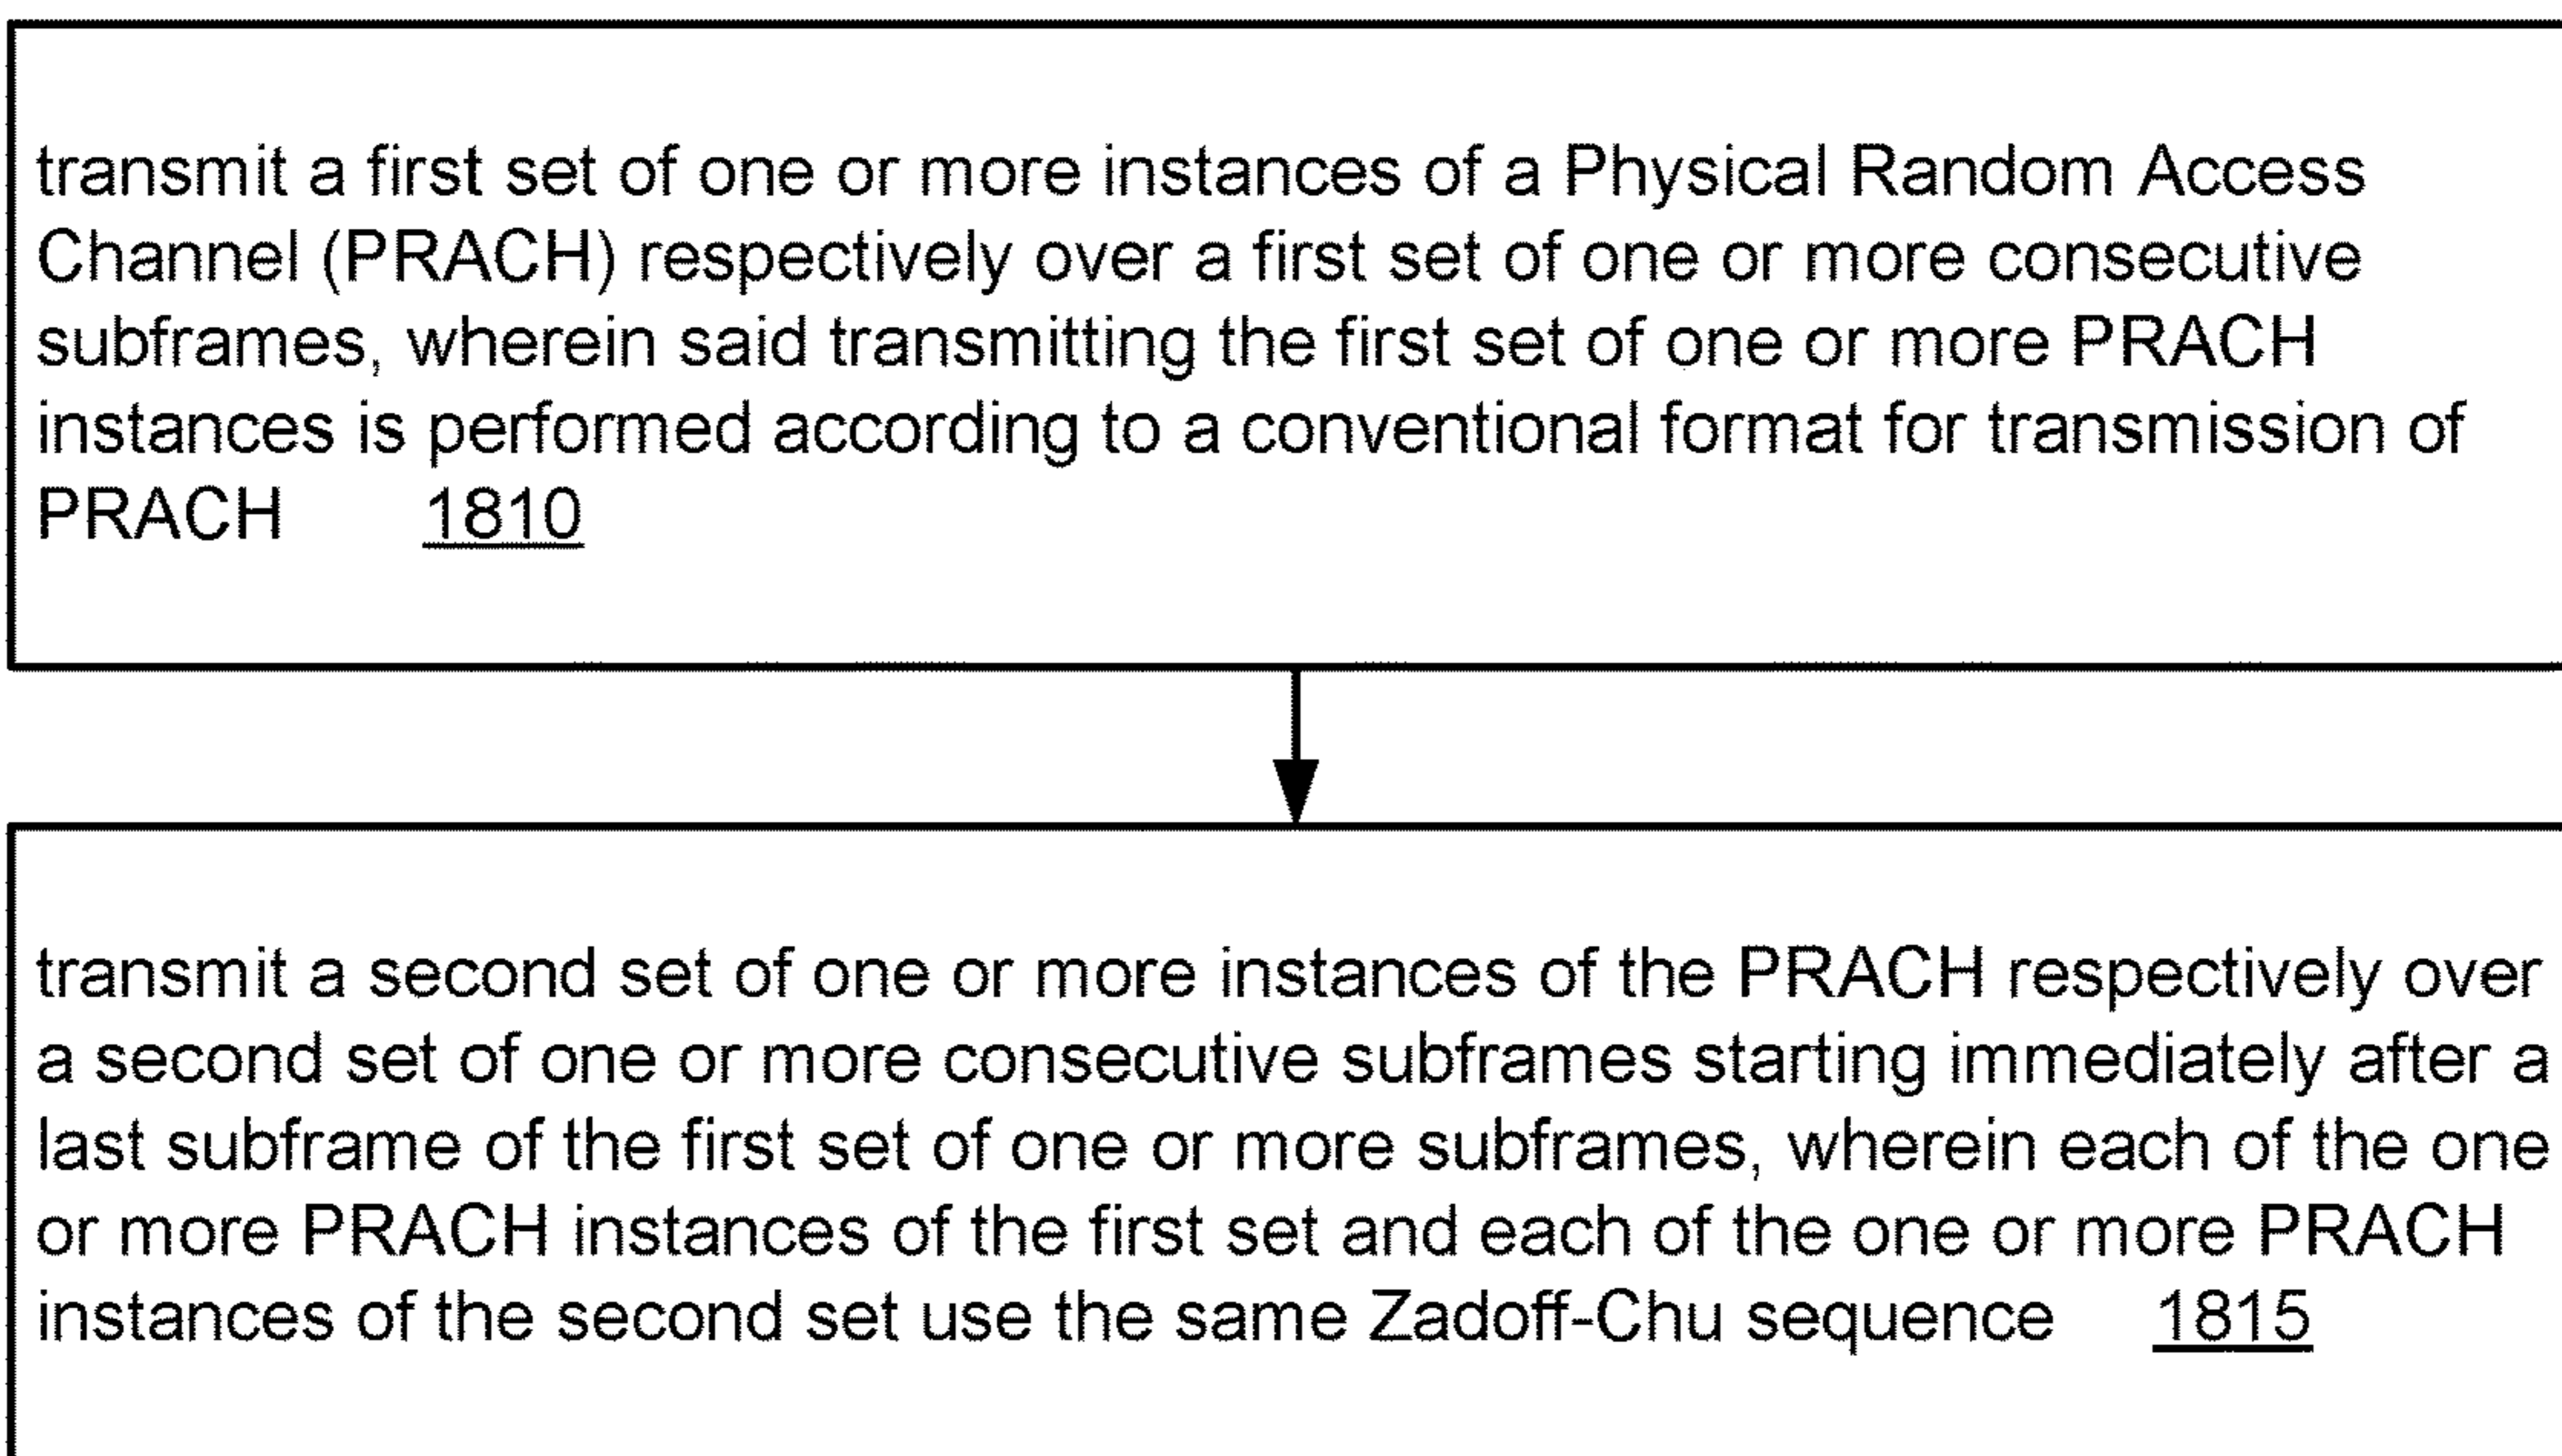 transmit a first set of one or more instances of a Physical Random Access
Channel (PRACH) respectively over a first set of one or more consecutive
subframes, wherein said transmitting the first set of one or more PRACH
instances is performed according to a conventional format for transmission of
PRACH 1810
transmit a second set of one or more instances of the PRACH respectively over
a second set of one or more consecutive subframes starting immediately after a
last subframe of the first set of one or more subframes, wherein each of the one
or more PRACH instances of the first set and each of the one or more PRACH
instances of the second set use the same Zadoff-Chu sequence 1815